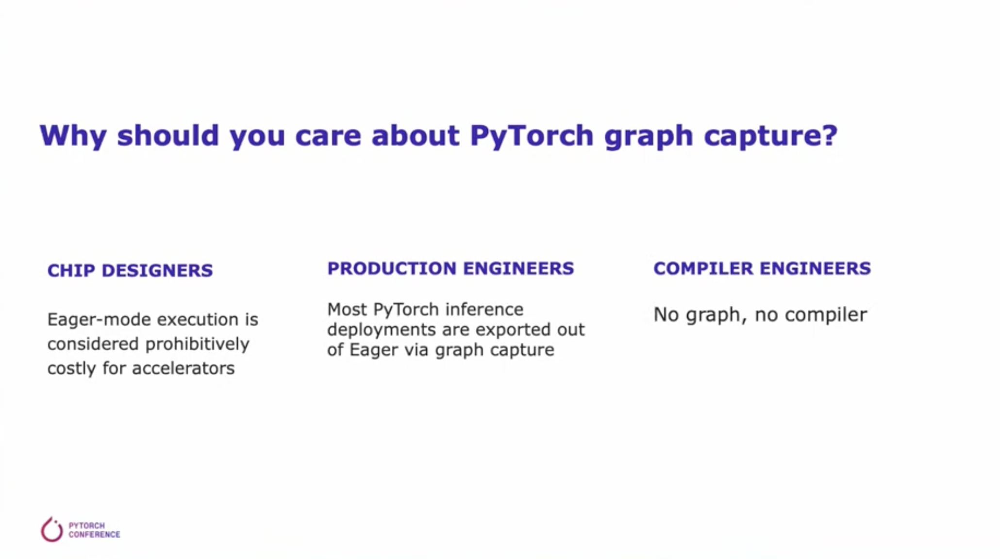 Why should you care about PyTorch graph capture?
CHIP DESIGNERS
Eager-mode execution is
considered prohibitively
costly for accelerators
PRODUCTION ENGINEERS
Most PyTorch inference
deployments are exported out
of Eager via graph capture
COMPILER ENGINEERS
No graph, no compiler
PYTORCH
CONFERENCE